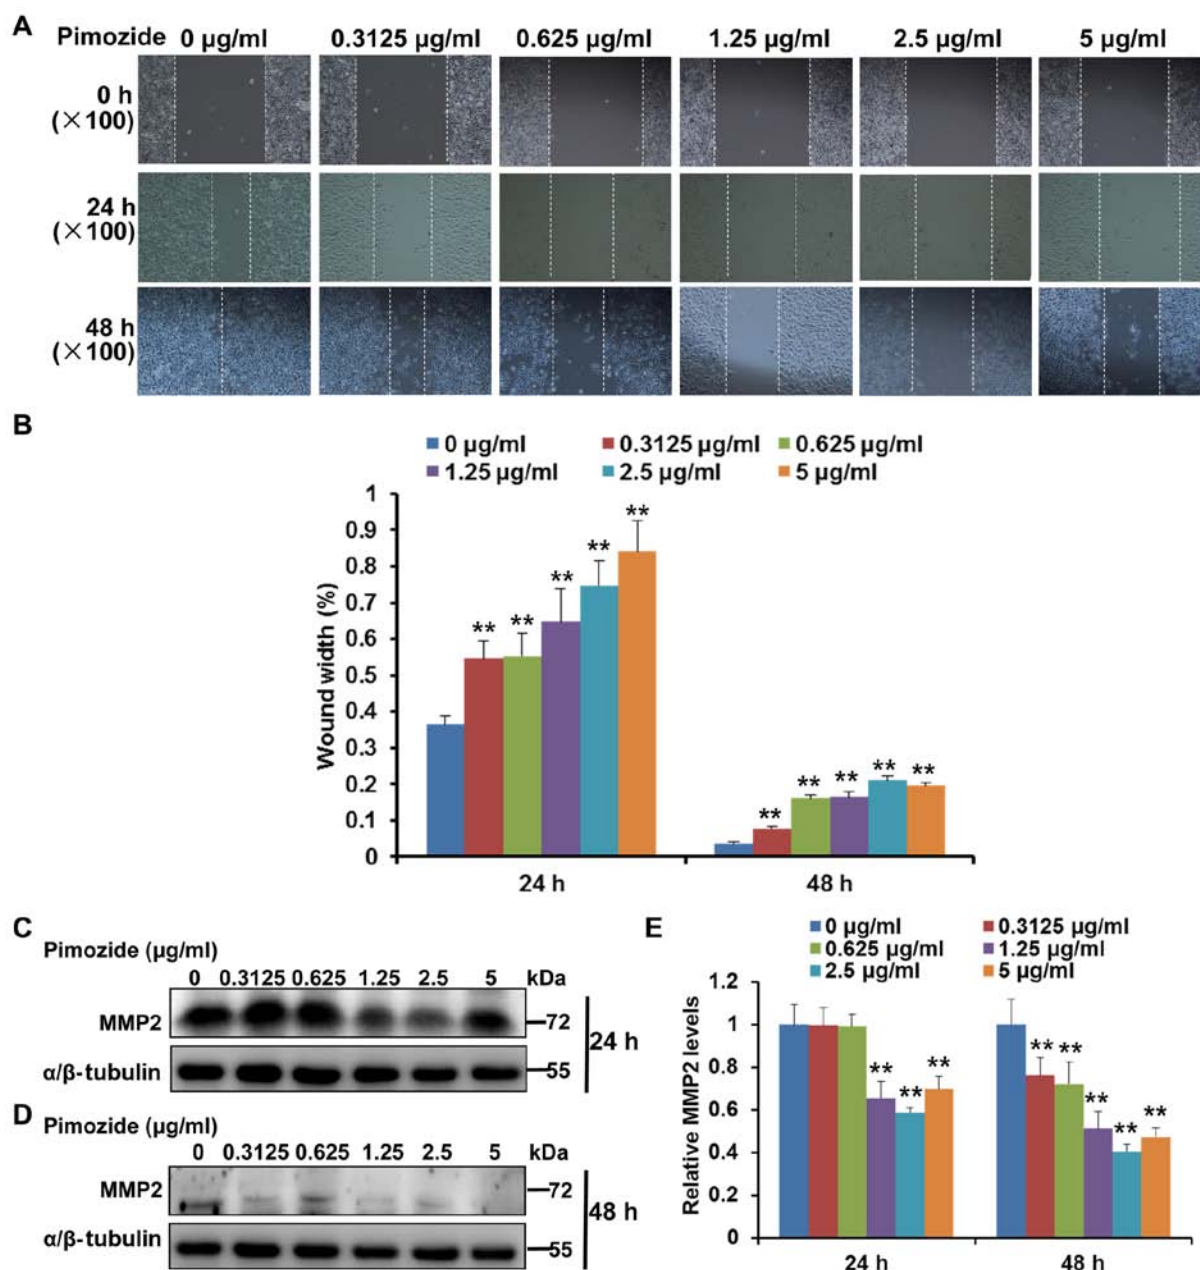 A
Pimozide 0 µg/ml 0.3125 µg/ml 0.625 µg/ml 1.25 µg/ml 2.5 µg/ml 5 µg/ml
0 h
(×100)
24 h
(×100)
48 h
(×100)
B
0 µg/ml 0.3125 µg/ml 0.625 µg/ml
1.25 µg/ml 2.5 µg/ml 5 µg/ml
Wound width (%)
1
0.9
0.8
0.7
0.6
0.5
0.4
0.3
0.2
0.1
0
** ** ** ** **
** ** ** ** **
24 h 48 h
C
Pimozide (µg/ml)
0 0.3125 0.625 1.25 2.5 5 kDa
MMP2 72
α/β-tubulin 55
24 h
D
Pimozide (µg/ml)
0 0.3125 0.625 1.25 2.5 5 kDa
MMP2 72
α/β-tubulin 55
48 h
E
0 µg/ml 0.3125 µg/ml
0.625 µg/ml 1.25 µg/ml
2.5 µg/ml 5 µg/ml
Relative MMP2 levels
1.2
1
0.8
0.6
0.4
0.2
0
** ** **
** ** ** ** **
24 h 48 h